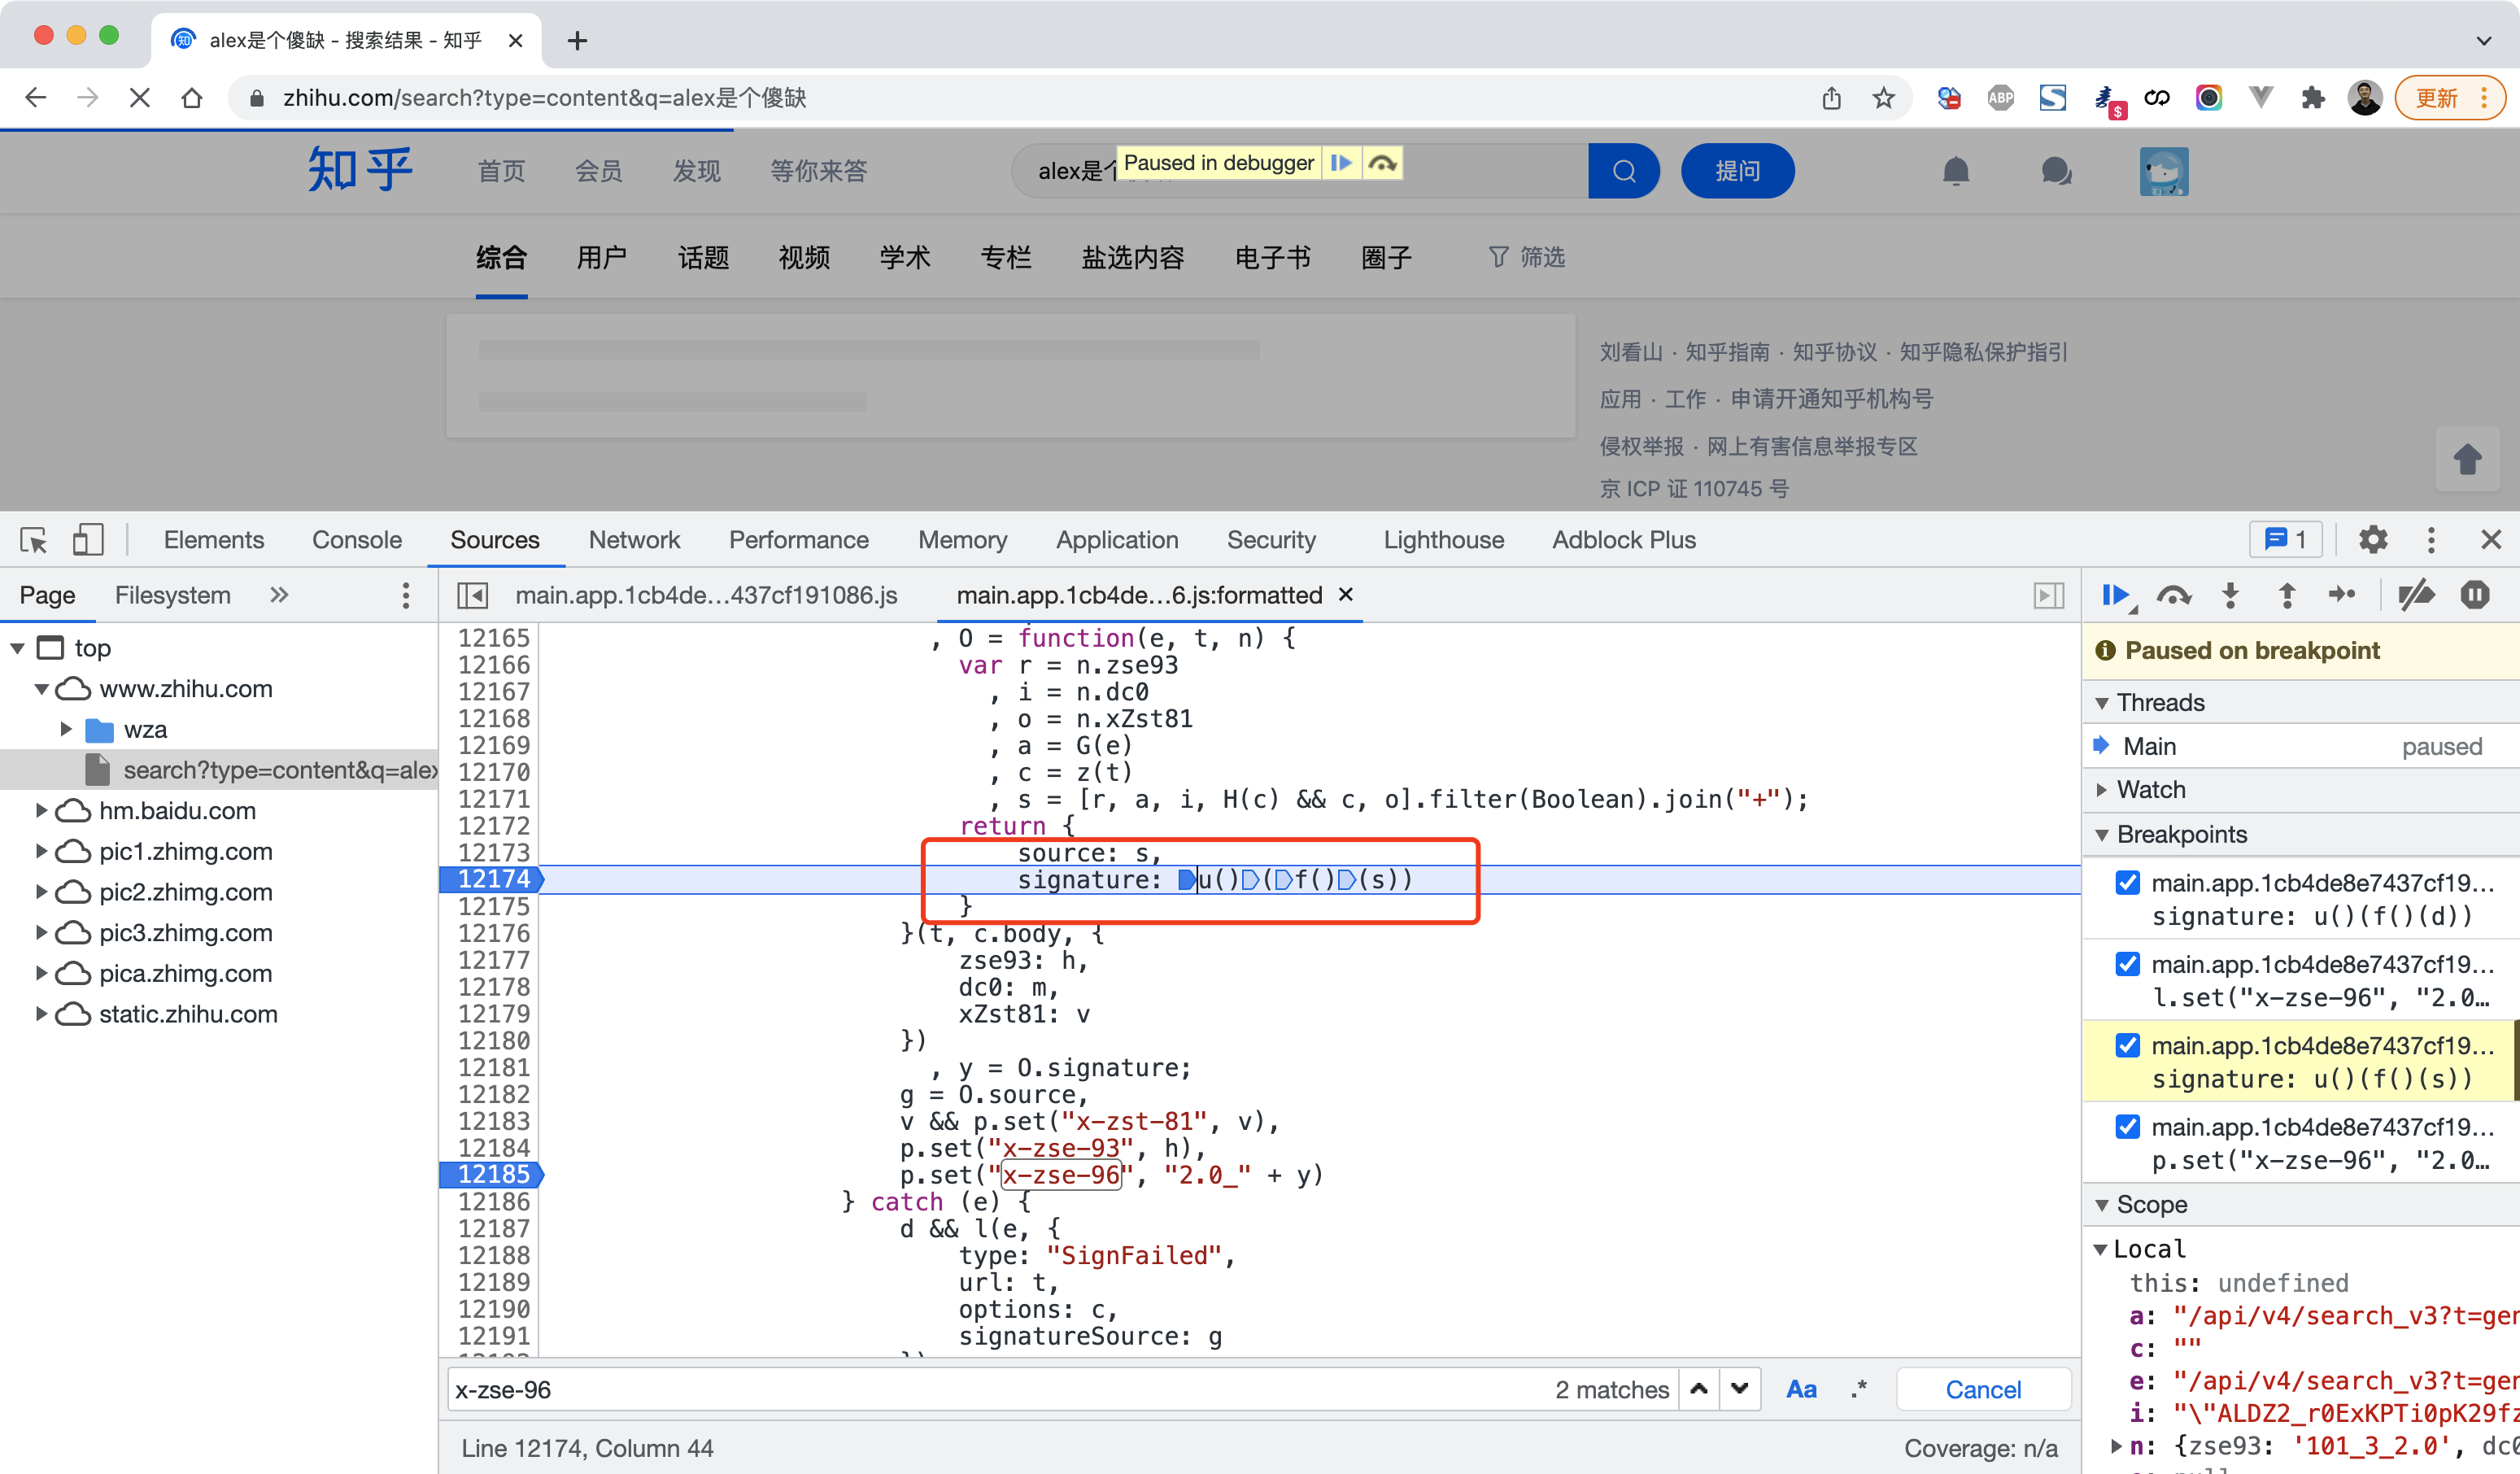 alex是个傻缺 - 搜索结果 - 知乎
zhihu.com/search?type=content&q=alex是个傻缺
ABP
$
更新
知乎
首页 会员 发现 等你来答
alex是个
Paused in debugger
提问
综合 用户 话题 视频 学术 专栏 盐选内容 电子书 圈子 筛选
刘看山 · 知乎指南 · 知乎协议 · 知乎隐私保护指引
应用 · 工作 · 申请开通知乎机构号
侵权举报 · 网上有害信息举报专区
京 ICP 证 110745 号
Elements Console Sources Network Performance Memory Application Security Lighthouse Adblock Plus 1
Page Filesystem
main.app.1cb4de…437cf191086.js main.app.1cb4de…6.js:formatted
top
www.zhihu.com
wza
search?type=content&q=alex
hm.baidu.com
pic1.zhimg.com
pic2.zhimg.com
pic3.zhimg.com
pica.zhimg.com
static.zhihu.com
12165 , O = function(e, t, n) {
12166 var r = n.zse93
12167 , i = n.dc0
12168 , o = n.xZst81
12169 , a = G(e)
12170 , c = z(t)
12171 , s = [r, a, i, H(c) && c, o].filter(Boolean).join("+");
12172 return {
12173 source: s,
12174 signature: u()(f()(s))
12175 }
12176 }(t, c.body, {
12177 zse93: h,
12178 dc0: m,
12179 xZst81: v
12180 })
12181 , y = O.signature;
12182 g = O.source,
12183 v && p.set("x-zst-81", v),
12184 p.set("x-zse-93", h),
12185 p.set("x-zse-96", "2.0_" + y)
12186 } catch (e) {
12187 d && l(e, {
12188 type: "SignFailed",
12189 url: t,
12190 options: c,
12191 signatureSource: g
x-zse-96 2 matches Aa .* Cancel
Line 12174, Column 44 Coverage: n/a
Paused on breakpoint
Threads
Main paused
Watch
Breakpoints
main.app.1cb4de8e7437cf19…
signature: u()(f()(d))
main.app.1cb4de8e7437cf19…
l.set("x-zse-96", "2.0…
main.app.1cb4de8e7437cf19…
signature: u()(f()(s))
main.app.1cb4de8e7437cf19…
p.set("x-zse-96", "2.0…
Scope
Local
this: undefined
a: "/api/v4/search_v3?t=gen
c: ""
e: "/api/v4/search_v3?t=gen
i: "\"ALDZ2_r0ExKPTi0pK29fz
n: {zse93: '101_3_2.0', dc0